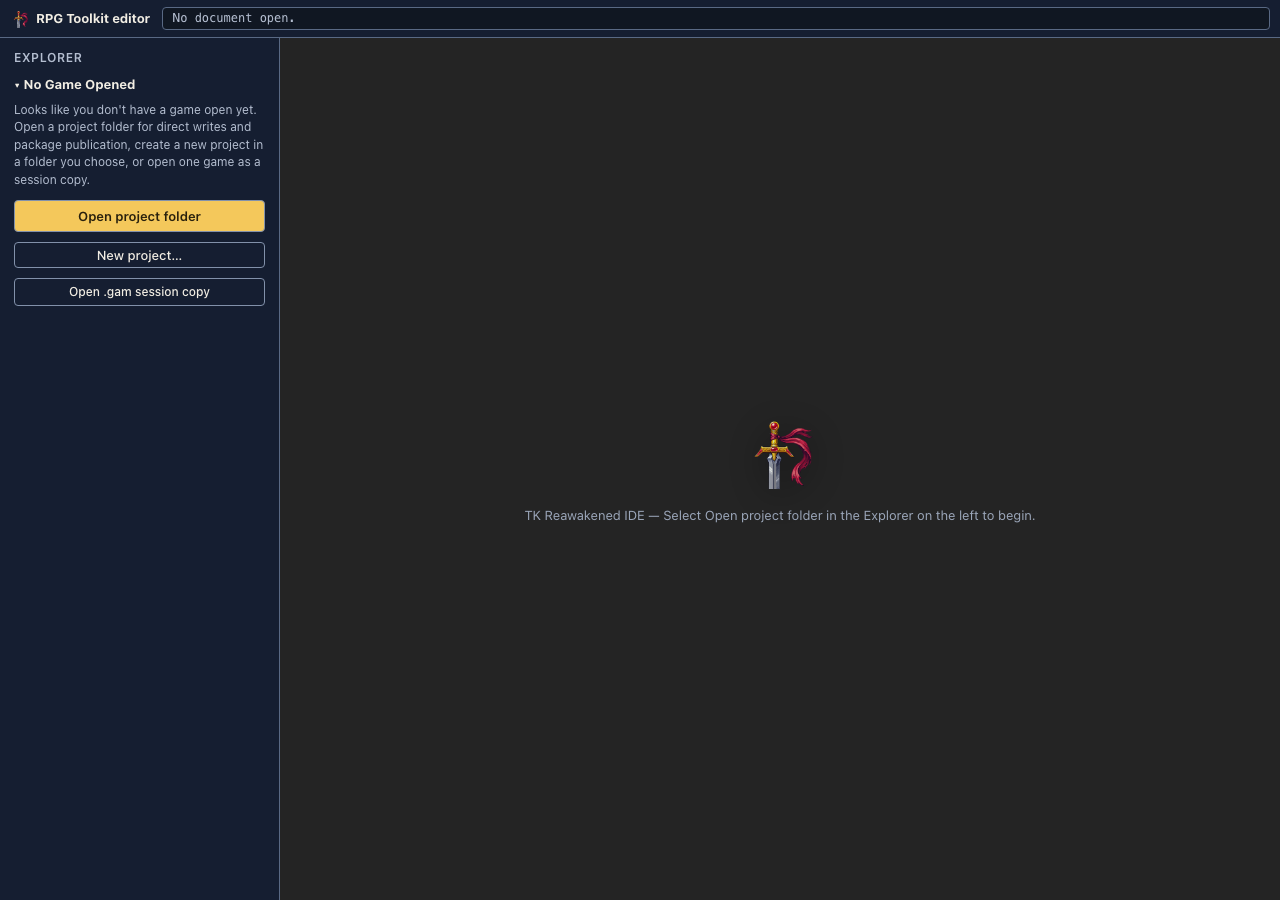 RPG Toolkit editor
No document open.
EXPLORER
▾ No Game Opened
Looks like you don't have a game open yet.
Open a project folder for direct writes and
package publication, create a new project in
a folder you choose, or open one game as a
session copy.
Open project folder
New project...
Open .gam session copy
TK Reawakened IDE — Select Open project folder in the Explorer on the left to begin.